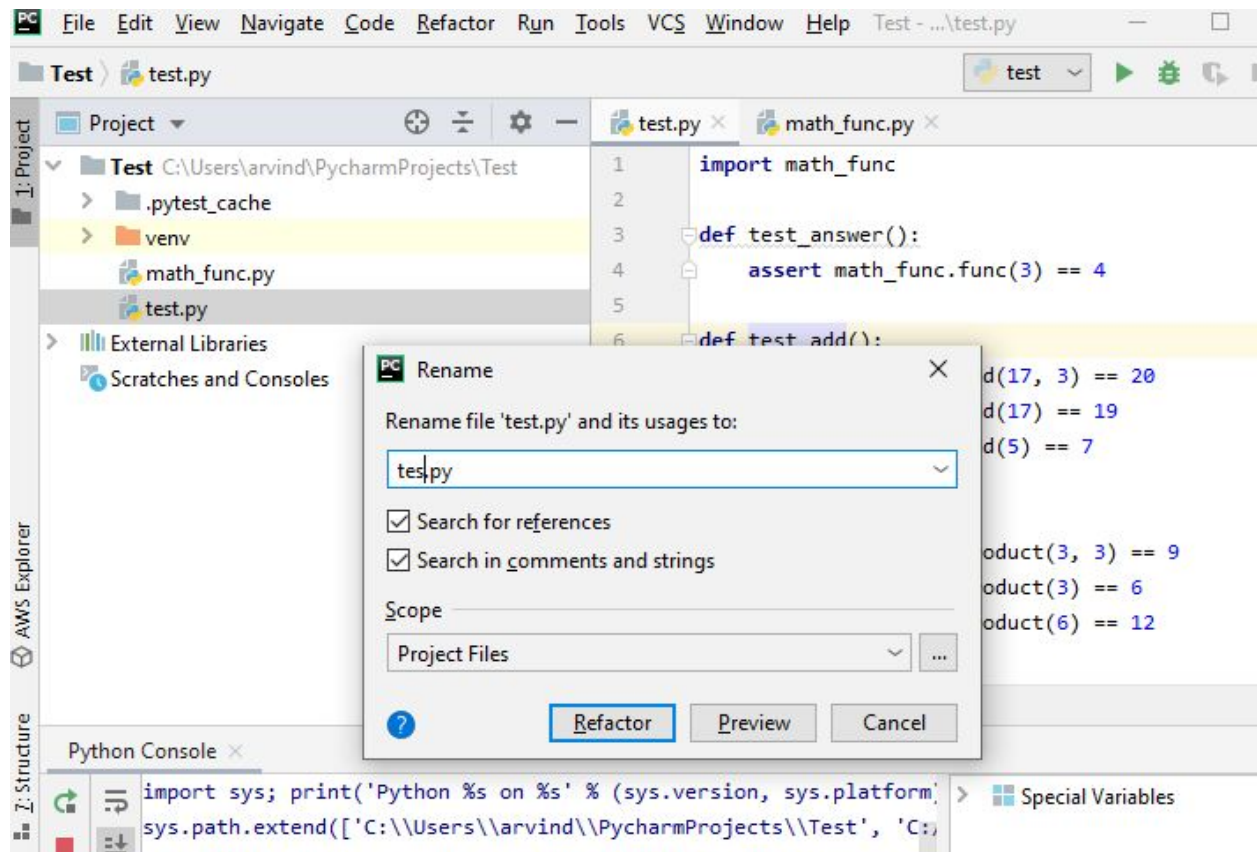 PC File Edit View Navigate Code Refactor Run Tools VCS Window Help Test - ...\test.py
Test test.py test
1: Project
Project
test.py math_func.py
Test C:\Users\arvind\PycharmProjects\Test
.pytest_cache
venv
math_func.py
test.py
External Libraries
Scratches and Consoles
1 import math_func
2
3 def test_answer():
4 assert math_func.func(3) == 4
5
6 def test_add():
d(17, 3) == 20
d(17) == 19
d(5) == 7
oduct(3, 3) == 9
oduct(3) == 6
oduct(6) == 12
PC Rename
Rename file 'test.py' and its usages to:
tes.py
Search for references
Search in comments and strings
Scope
Project Files
...
? Refactor Preview Cancel
AWS Explorer
Z: Structure
Python Console
import sys; print('Python %s on %s' % (sys.version, sys.platform)
sys.path.extend(['C:\\Users\\arvind\\PycharmProjects\\Test', 'C:/
Special Variables